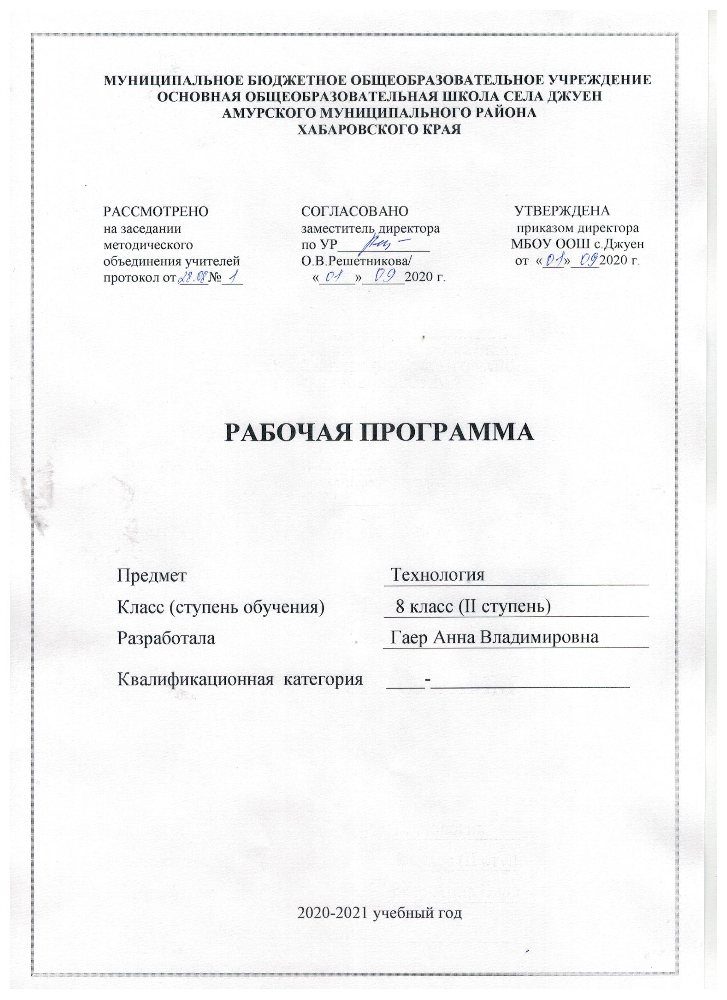 МУНИЦИПАЛЬНОЕ БЮДЖЕТНОЕ ОБЩЕОБРАЗОВАТЕЛЬНОЕ УЧРЕЖДЕНИЕ
ОСНОВНАЯ ОБЩЕОБРАЗОВАТЕЛЬНАЯ ШКОЛА СЕЛА ДЖУЕН
АМУРСКОГО МУНИЦИПАЛЬНОГО РАЙОНА
ХАБАРОВСКОГО КРАЯ
РАССМОТРЕНО
на заседании
методического
объединения учителей
протокол от 28.08 № 1
СОГЛАСОВАНО
заместитель директора
по УР
О.В.Решетникова/
« 01 » 09 2020 г.
УТВЕРЖДЕНА
приказом директора
МБОУ ООШ с.Джуен
от «01» 09 2020 г.
РАБОЧАЯ ПРОГРАММА
Предмет Технология
Класс (ступень обучения) 8 класс (II ступень)
Разработала Гаер Анна Владимировна
Квалификационная категория ____-____
2020-2021 учебный год